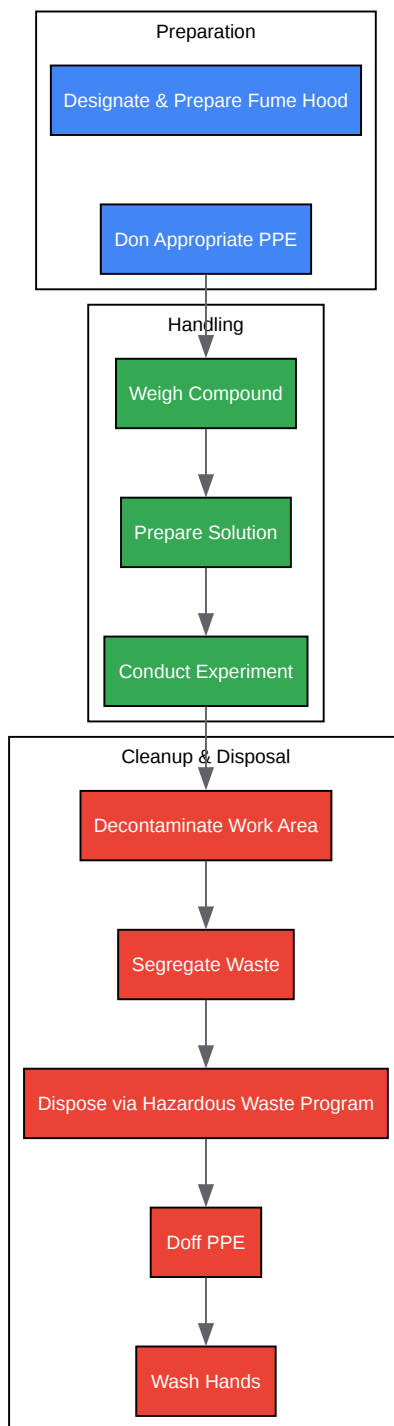 Preparation
Designate & Prepare Fume Hood
Don Appropriate PPE
Handling
Weigh Compound
Prepare Solution
Conduct Experiment
Cleanup & Disposal
Decontaminate Work Area
Segregate Waste
Dispose via Hazardous Waste Program
Doff PPE
Wash Hands